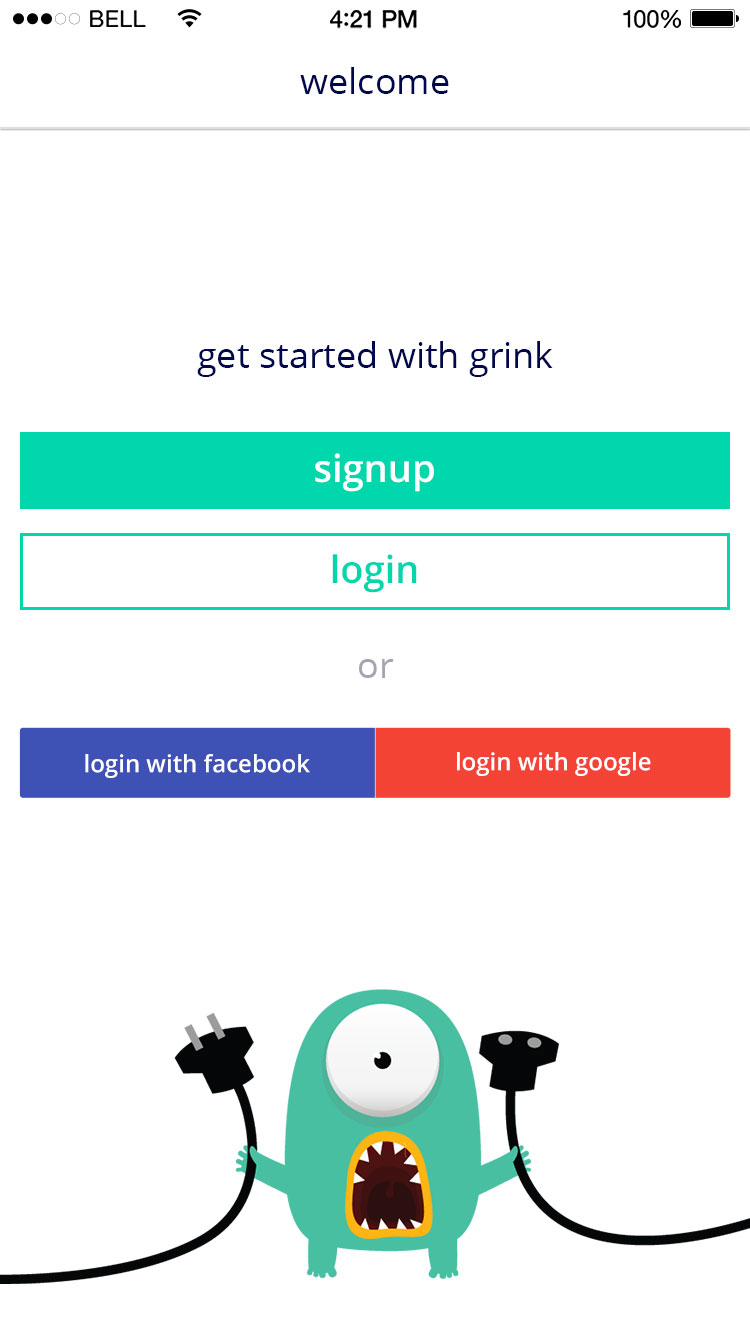 BELL 4:21 PM 100%
welcome
get started with grink
signup
login
or
login with facebook login with google